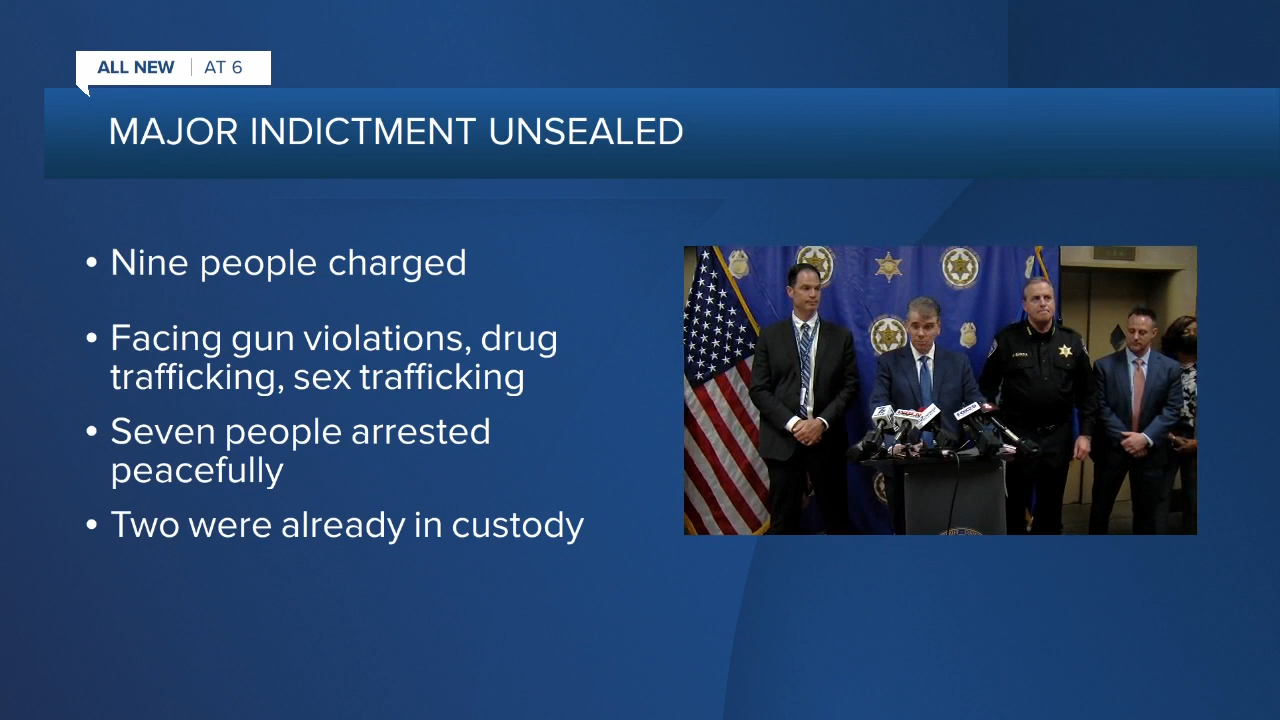 ALL NEW | AT 6
MAJOR INDICTMENT UNSEALED
• Nine people charged
• Facing gun violations, drug
trafficking, sex trafficking
• Seven people arrested
peacefully
• Two were already in custody